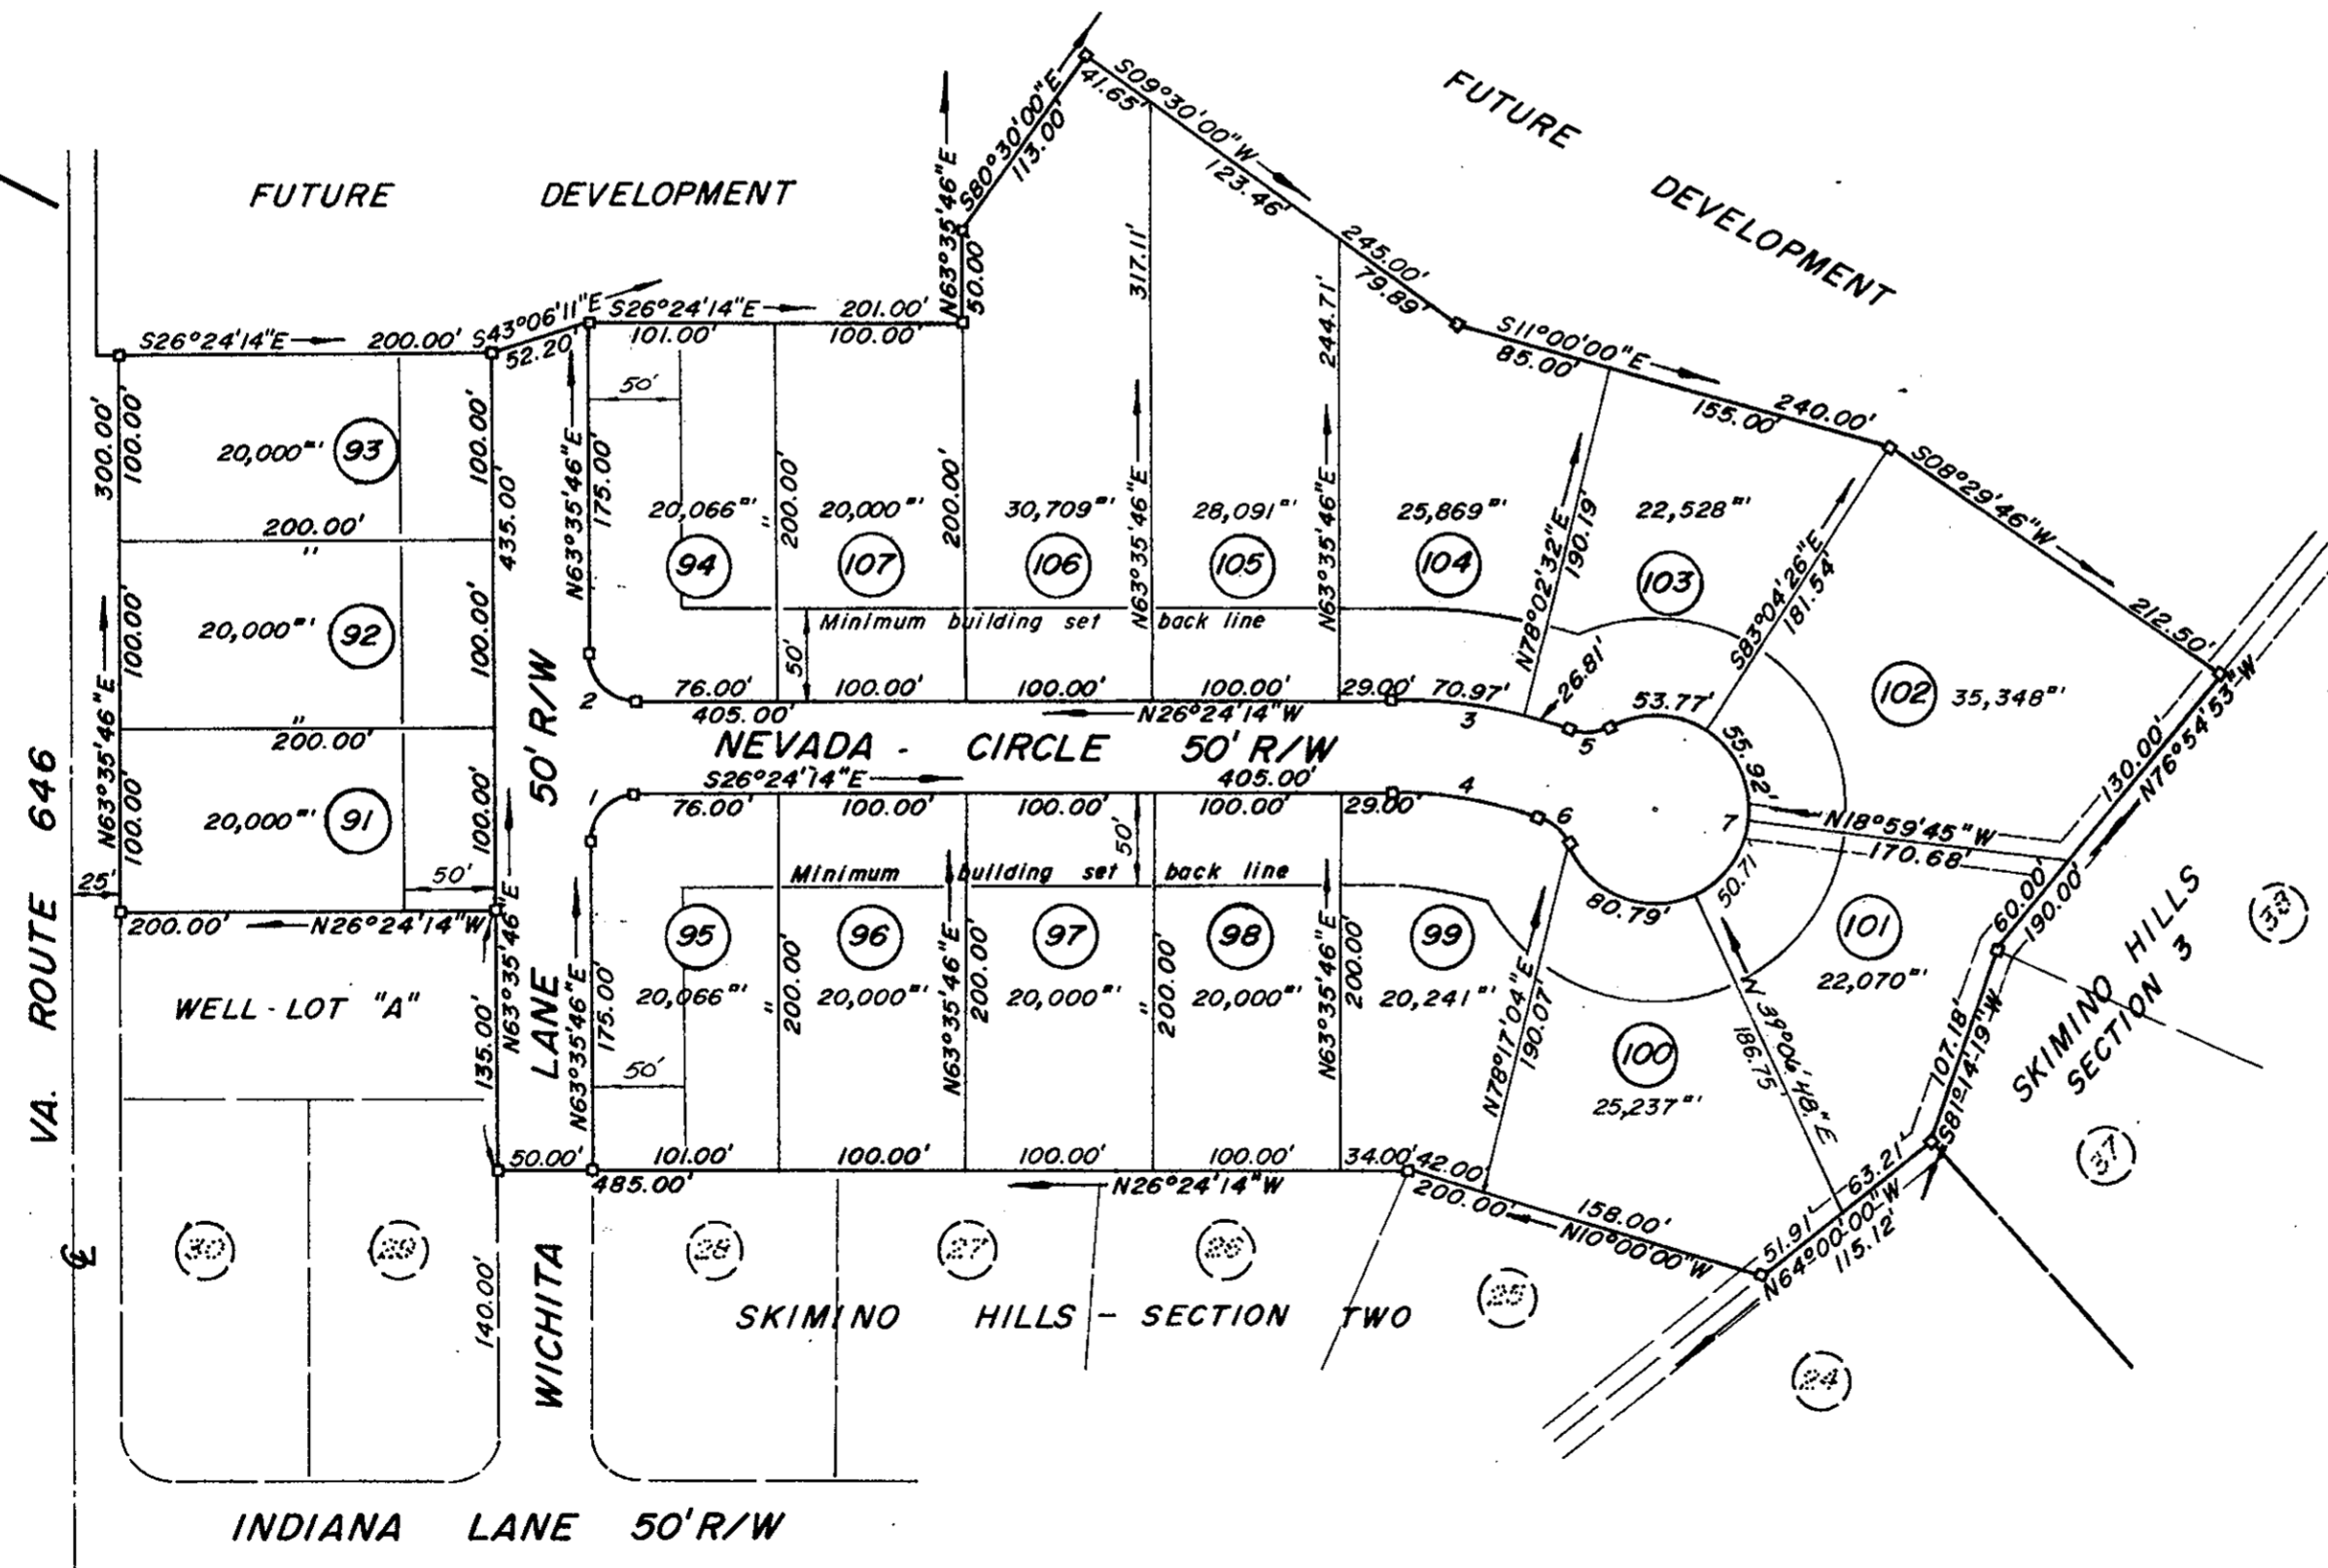 FUTURE DEVELOPMENT
FUTURE
DEVELOPMENT
S09°30'00"W
41.65'
123.46'
245.00'
79.89'
S80°30'00"E
113.00'
N63°35'46"E
50.00'
S11°00'00"E
85.00'
240.00'
155.00'
S08°29'46"W
212.50'
S26°24'14"E 200.00'
S43°06'11"E
52.20'
S26°24'14"E 201.00'
101.00' 100.00'
50'
300.00'
100.00'
100.00'
20,000□' 93
200.00'
"
435.00'
100.00'
100.00'
20,000□' 92
"
200.00'
N63°35'46"E
100.00'
100.00'
20,000□' 91
50'
25'
200.00' N26°24'14"W
WELL-LOT "A"
VA. ROUTE 646
℄
135.00'
N63°35'46"E
140.00'
N63°35'46"E
175.00'
20,066□'
94
"
200.00'
20,000□'
107
200.00'
30,709□'
106
317.11'
N63°35'46"E
28,091□'
105
244.71'
N63°35'46"E
25,869□'
104
N78°02'32"E
190.19'
22,528□'
103
S83°04'26"E
181.54'
102 35,348□'
Minimum building set back line
50'
2 76.00' 100.00' 100.00' 100.00' 29.00' 70.97' 26.81' 53.77'
405.00' N26°24'14"W 3 5
55.92'
NEVADA - CIRCLE 50' R/W
S26°24'14"E 405.00' 4 6 7
1 76.00' 100.00' 100.00' 100.00' 29.00'
50'
Minimum building set back line
80.79'
50.71'
N18°59'45"W
170.68'
130.00'
N76°54'53"W
60.00'
190.00'
95
20,066□'
50'
"
200.00'
96
20,000□'
N63°35'46"E
200.00'
97
20,000□'
"
200.00'
98
20,000□'
N63°35'46"E
200.00'
99
20,241□'
N78°17'04"E
190.07'
100
25,237□'
N 39°06'48"E
186.75'
101
22,070□'
107.18'
S81°14'19"W
SKIMINO HILLS
SECTION 3
38
37
N63°35'46"E
175.00'
50' R/W
LANE
WICHITA
50.00' 101.00' 100.00' 100.00' 100.00' 34.00' 42.00'
485.00' N26°24'14"W 200.00'
158.00'
N10°00'00"W
51.91'
63.21'
N64°00'00"W
115.12'
30 29 28 27 26 25 24
SKIMINO HILLS - SECTION TWO
INDIANA LANE 50'R/W